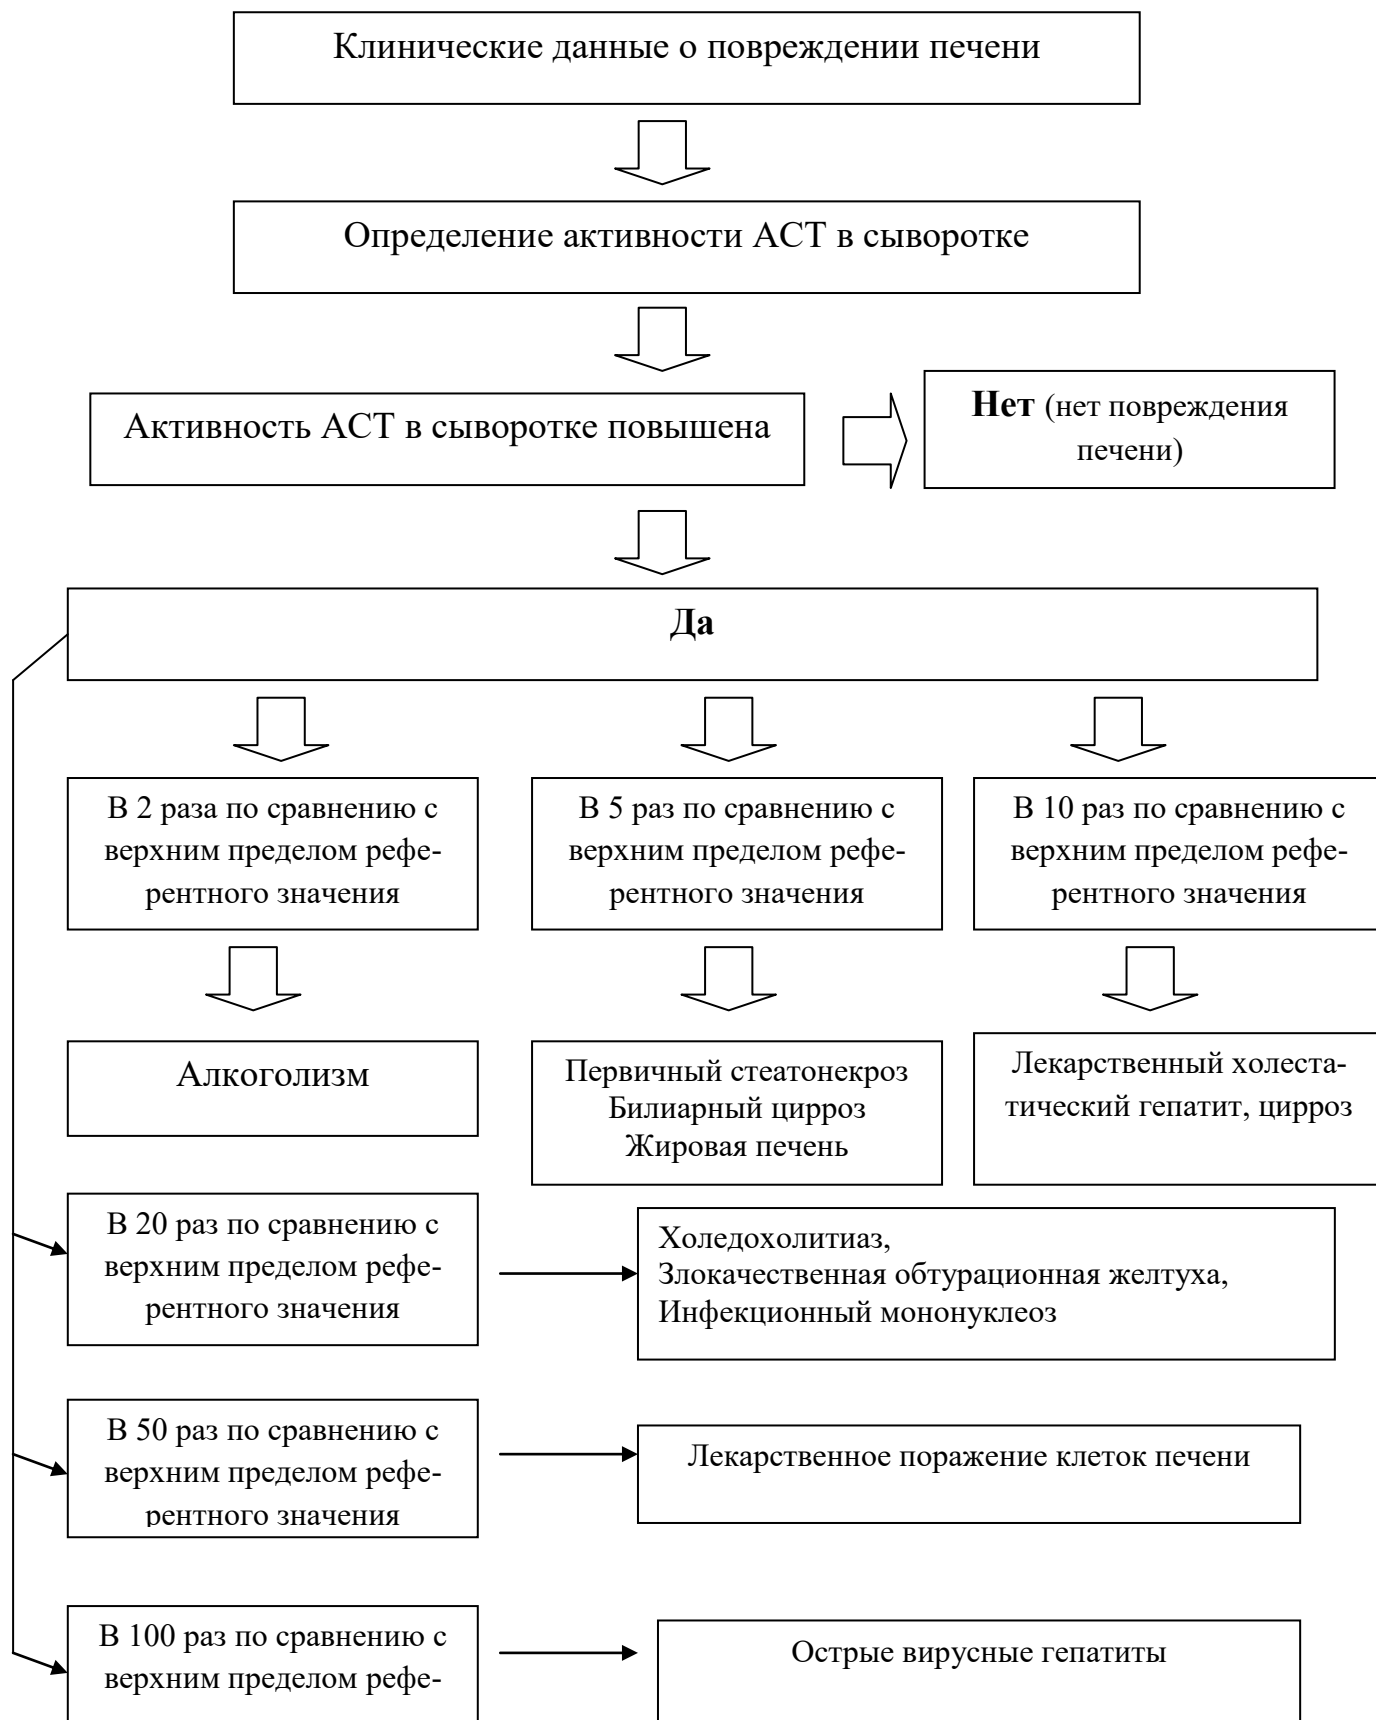 Клинические данные о повреждении печени
Определение активности АСТ в сыворотке
Активность АСТ в сыворотке повышена
Нет (нет повреждения
печени)
Да
В 2 раза по сравнению с
верхним пределом рефе-
рентного значения
В 5 раз по сравнению с
верхним пределом рефе-
рентного значения
В 10 раз по сравнению с
верхним пределом рефе-
рентного значения
Алкоголизм
Первичный стеатонекроз
Билиарный цирроз
Жировая печень
Лекарственный холеста-
тический гепатит, цирроз
В 20 раз по сравнению с
верхним пределом рефе-
рентного значения
Холедохолитиаз,
Злокачественная обтурационная желтуха,
Инфекционный мононуклеоз
В 50 раз по сравнению с
верхним пределом рефе-
рентного значения
Лекарственное поражение клеток печени
В 100 раз по сравнению с
верхним пределом рефе-
Острые вирусные гепатиты